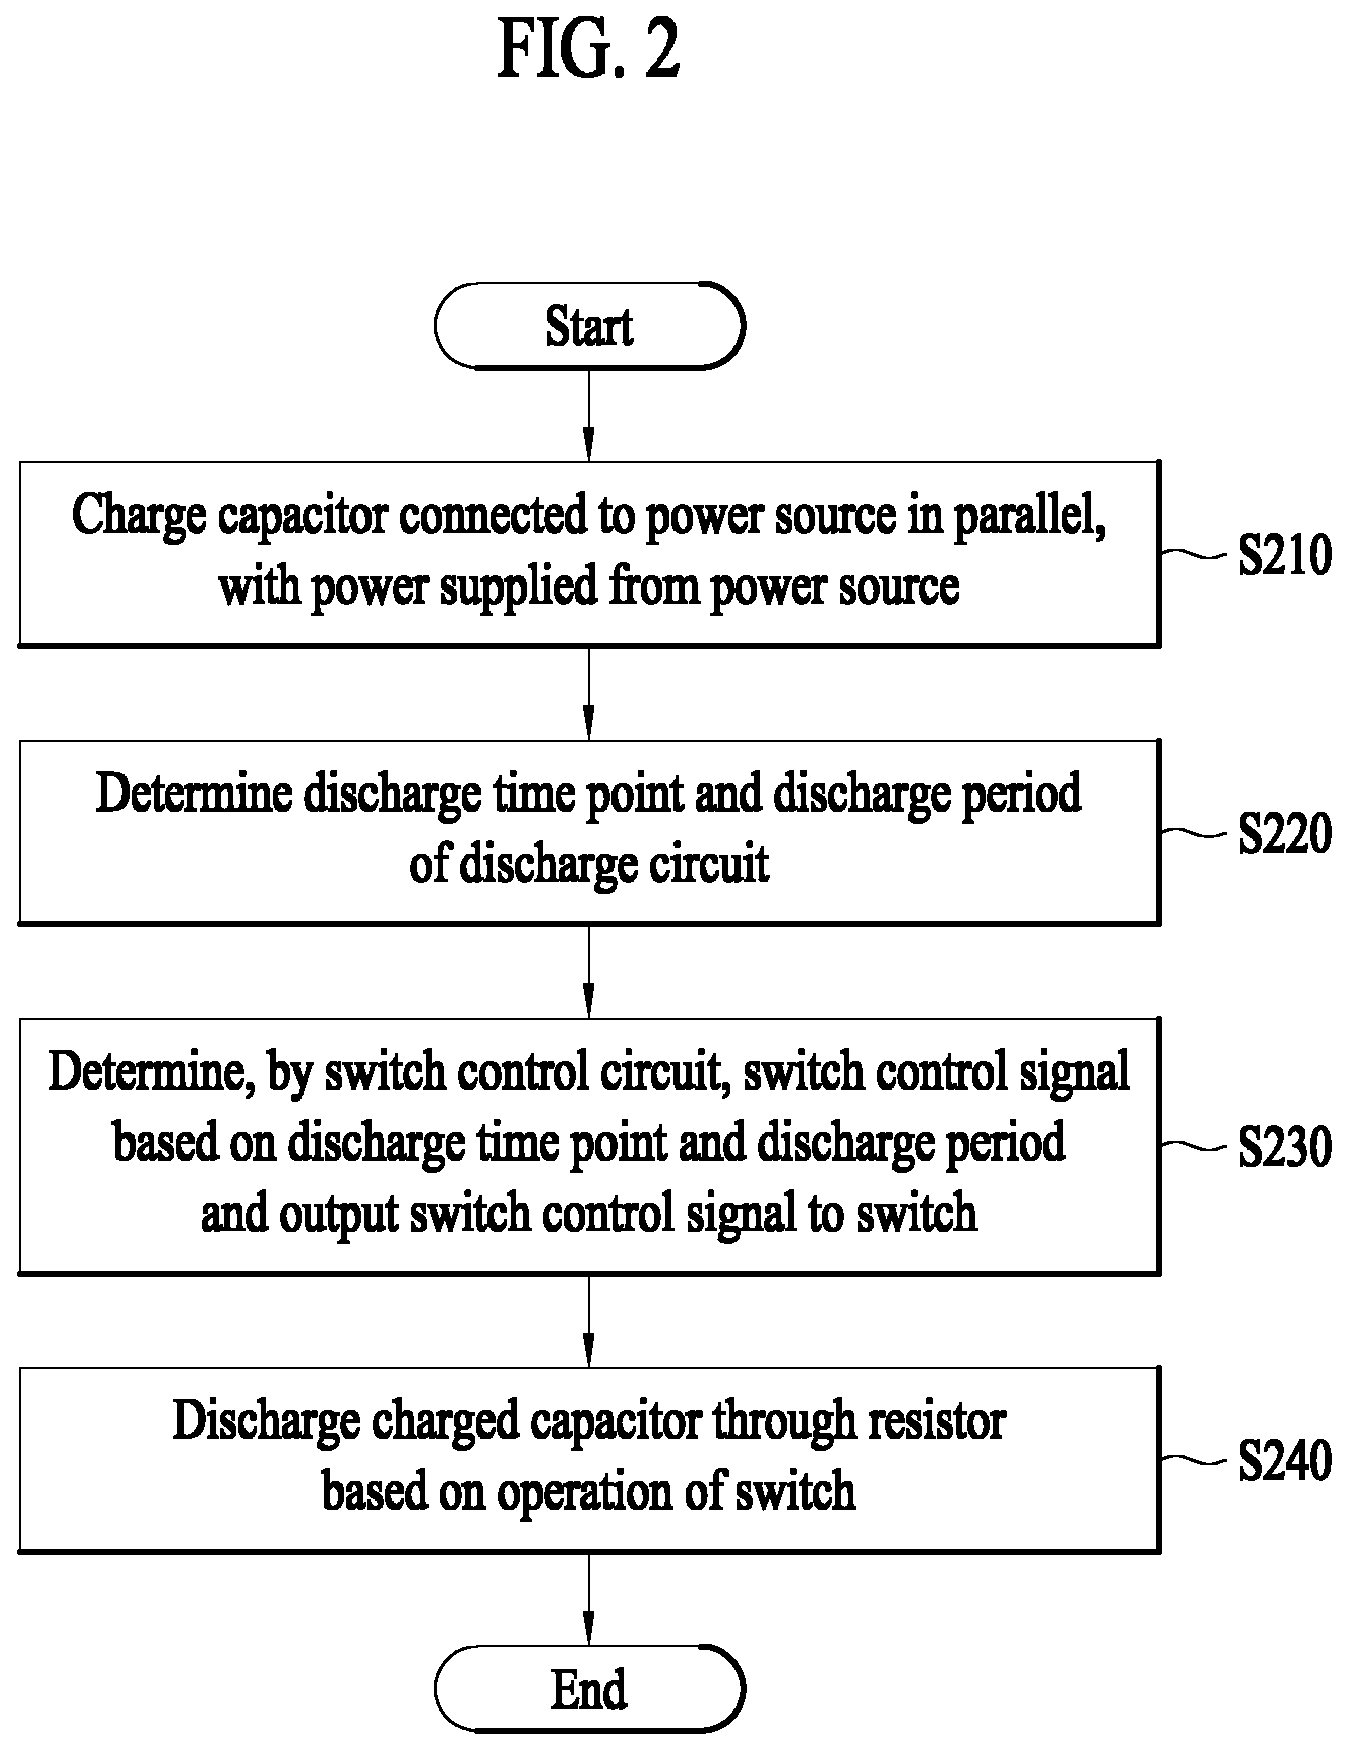 FIG. 2
Start
Charge capacitor connected to power source in parallel,
with power supplied from power source
S210
Determine discharge time point and discharge period
of discharge circuit
S220
Determine, by switch control circuit, switch control signal
based on discharge time point and discharge period
and output switch control signal to switch
S230
Discharge charged capacitor through resistor
based on operation of switch
S240
End